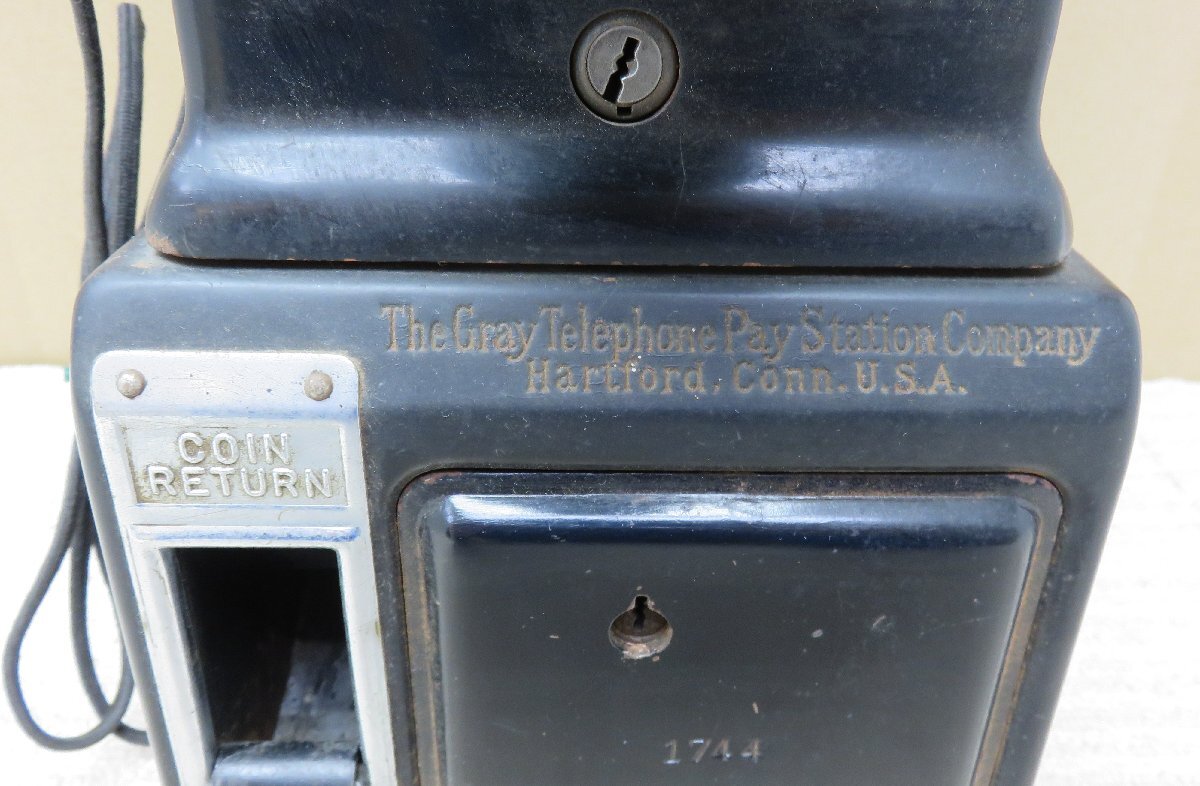 The Gray Telephone Pay Station Company
Hartford, Conn. U.S.A.
COIN
RETURN
1744